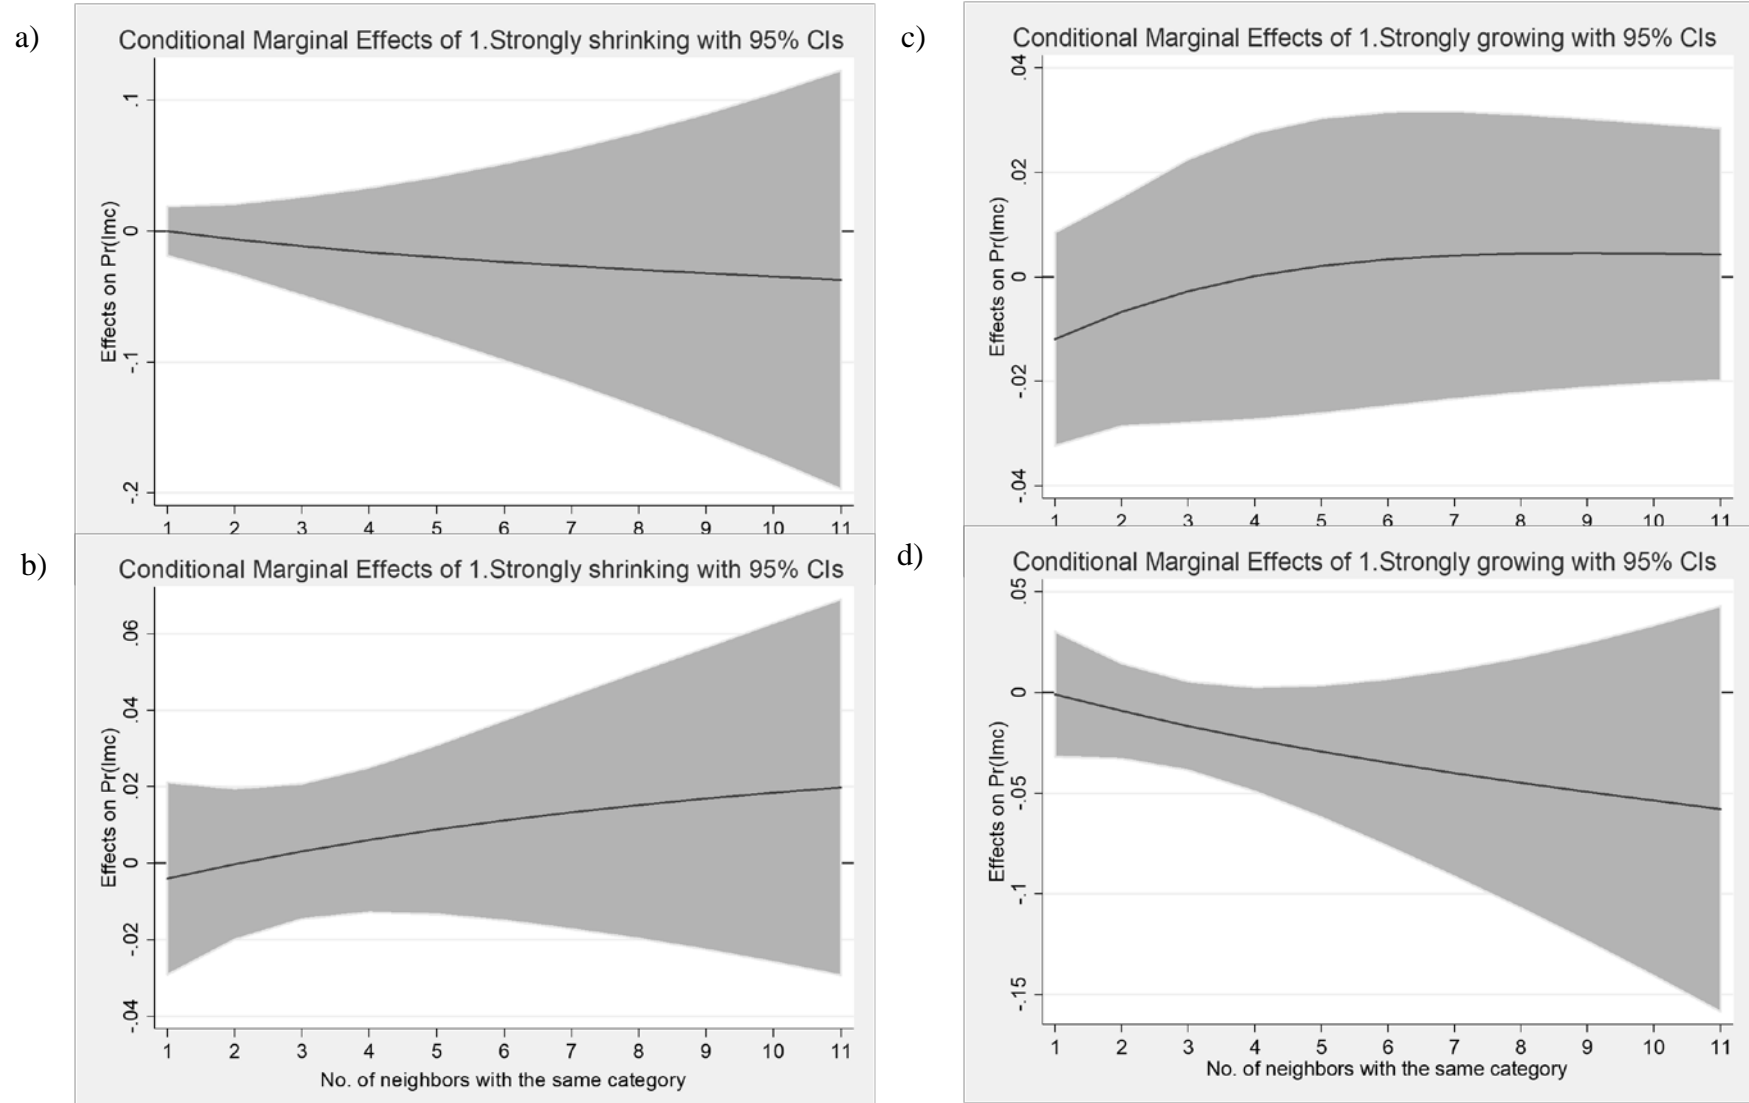 a)
Conditional Marginal Effects of 1.Strongly shrinking with 95% CIs
Effects on Pr(Imc)
.1
0
-.1
-.2
1 2 3 4 5 6 7 8 9 10 11
b)
Conditional Marginal Effects of 1.Strongly shrinking with 95% CIs
Effects on Pr(Imc)
.06
.04
.02
0
-.02
-.04
1 2 3 4 5 6 7 8 9 10 11
No. of neighbors with the same category
c)
Conditional Marginal Effects of 1.Strongly growing with 95% CIs
Effects on Pr(Imc)
.04
.02
0
-.02
-.04
1 2 3 4 5 6 7 8 9 10 11
d)
Conditional Marginal Effects of 1.Strongly growing with 95% CIs
Effects on Pr(Imc)
.05
0
-.05
-.1
-.15
1 2 3 4 5 6 7 8 9 10 11
No. of neighbors with the same category